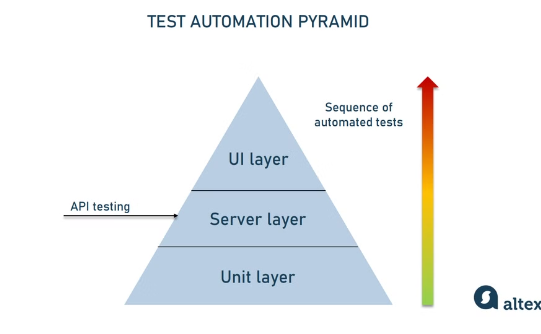 TEST AUTOMATION PYRAMID
Sequence of
automated tests
UI layer
API testing
Server layer
Unit layer
altex